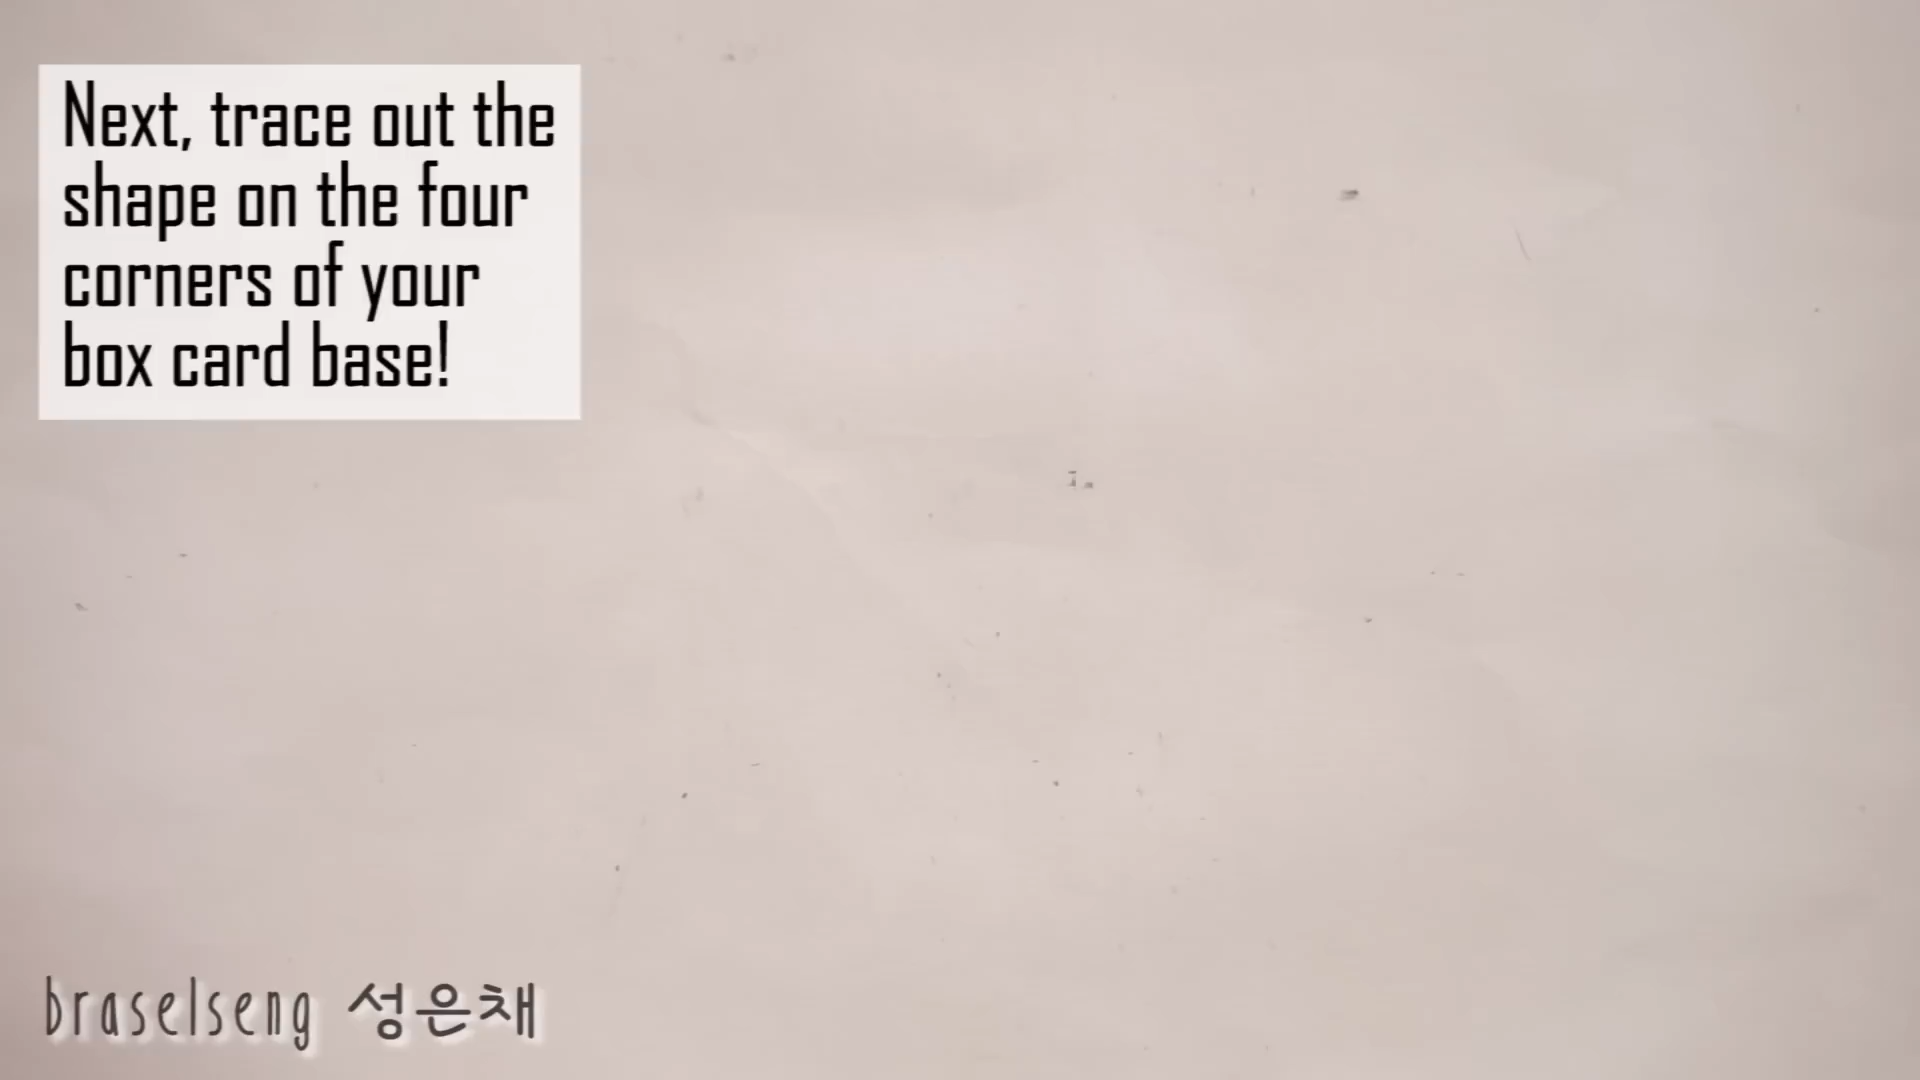 Next, trace out the
shape on the four
corners of your
box card base!
braselseng 성은채